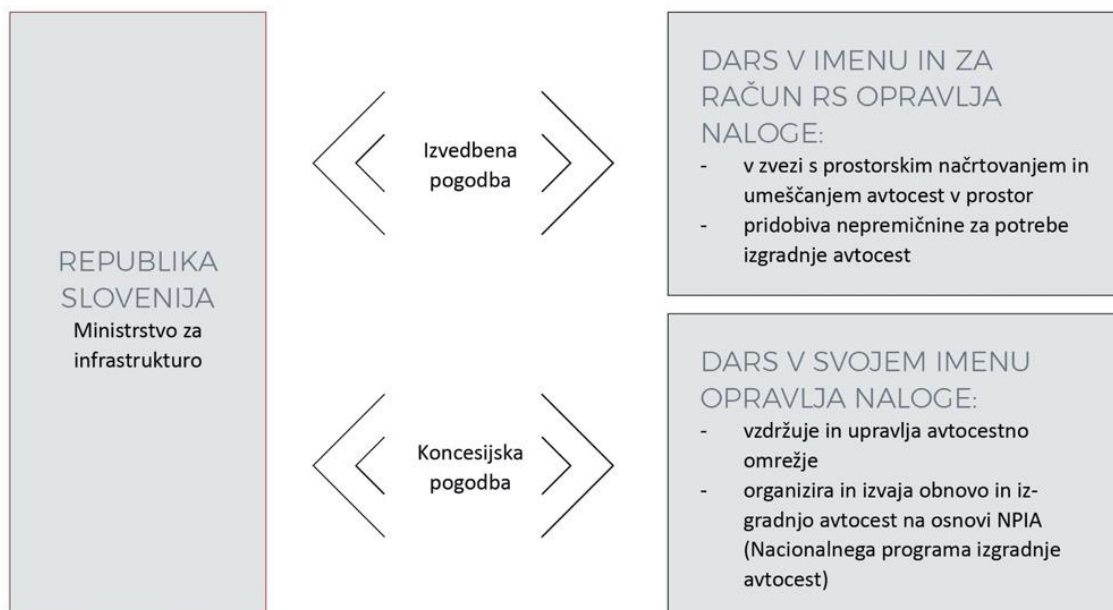 REPUBLIKA
SLOVENIJA
Ministrstvo za
infrastrukturo
Izvedbena
pogodba
DARS V IMENU IN ZA
RAČUN RS OPRAVLJA
NALOGE:
- v zvezi s prostorskim načrtovanjem in
umeščanjem avtocest v prostor
- pridobiva nepremičnine za potrebe
izgradnje avtocest
Koncesijska
pogodba
DARS V SVOJEM IMENU
OPRAVLJA NALOGE:
- vzdržuje in upravlja avtocestno
omrežje
- organizira in izvaja obnovo in iz-
gradnjo avtocest na osnovi NPIA
(Nacionalnega programa izgradnje
avtocest)